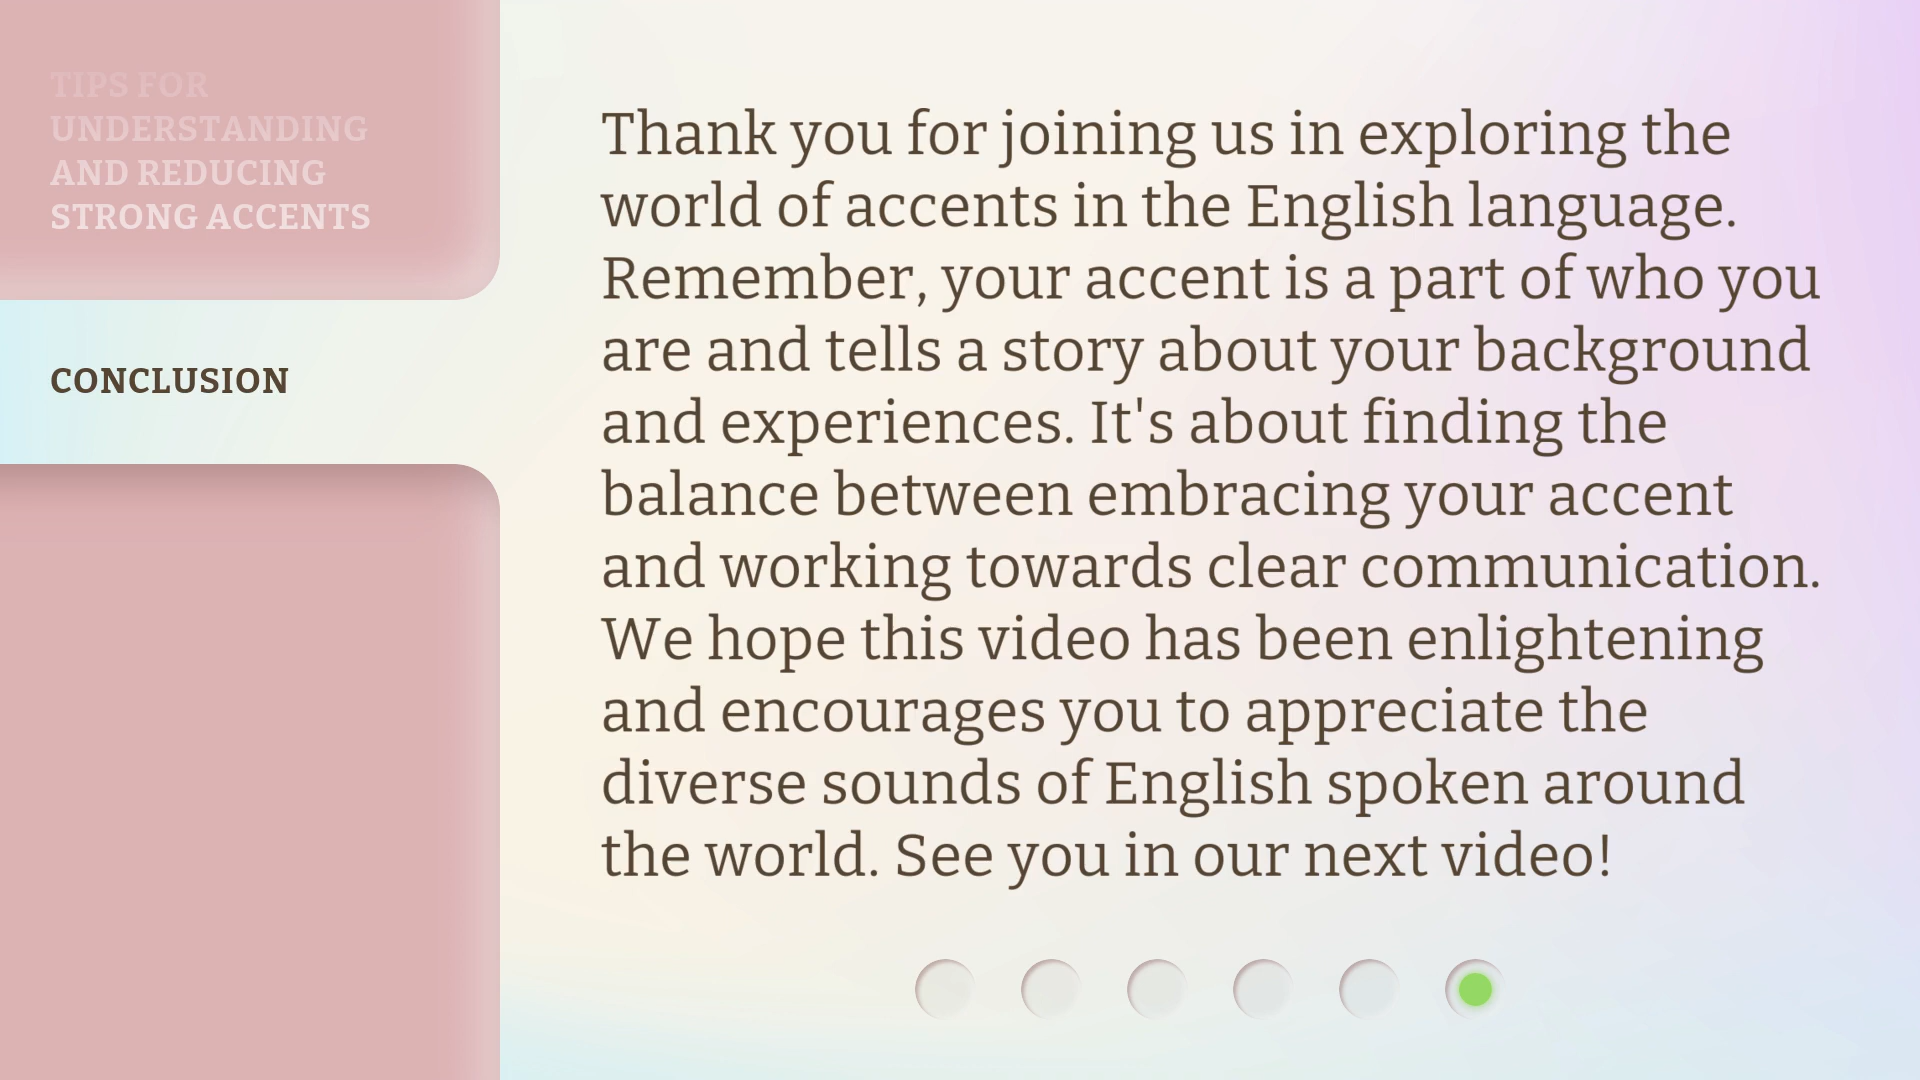 TIPS FOR
UNDERSTANDING
AND REDUCING
STRONG ACCENTS
CONCLUSION
Thank you for joining us in exploring the
world of accents in the English language.
Remember, your accent is a part of who you
are and tells a story about your background
and experiences. It's about finding the
balance between embracing your accent
and working towards clear communication.
We hope this video has been enlightening
and encourages you to appreciate the
diverse sounds of English spoken around
the world. See you in our next video!